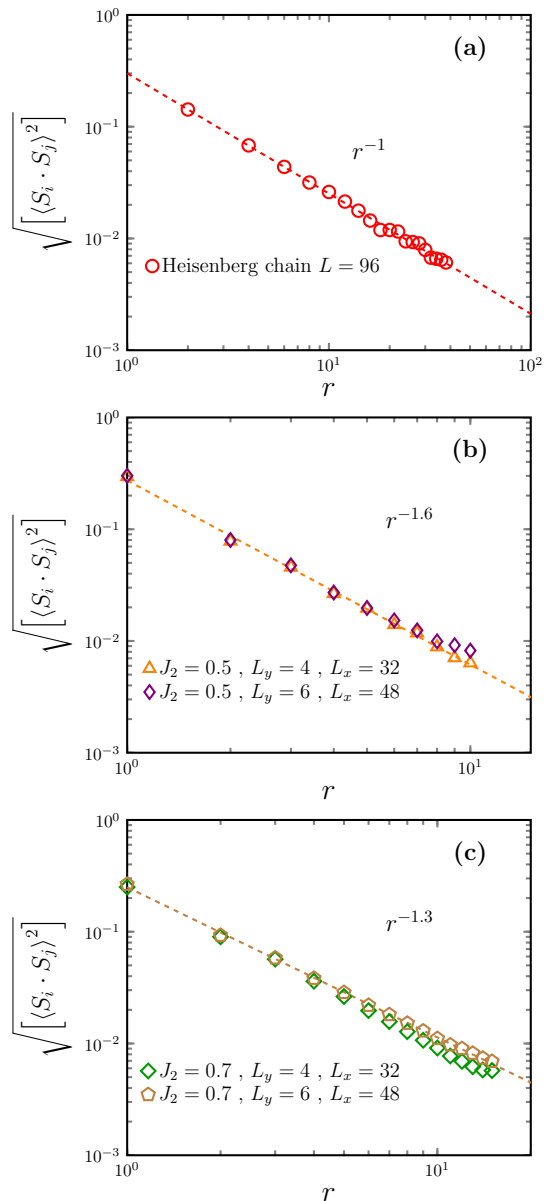 (a)
10^0
10^{-1}
10^{-2}
10^{-3}
√[⟨S_i · S_j⟩^2]
r^{-1}
Heisenberg chain L = 96
10^0 10^1 10^2
r
(b)
10^0
10^{-1}
10^{-2}
10^{-3}
√[⟨S_i · S_j⟩^2]
r^{-1.6}
J_2 = 0.5 , L_y = 4 , L_x = 32
J_2 = 0.5 , L_y = 6 , L_x = 48
10^0 10^1
r
(c)
10^0
10^{-1}
10^{-2}
10^{-3}
√[⟨S_i · S_j⟩^2]
r^{-1.3}
J_2 = 0.7 , L_y = 4 , L_x = 32
J_2 = 0.7 , L_y = 6 , L_x = 48
10^0 10^1
r